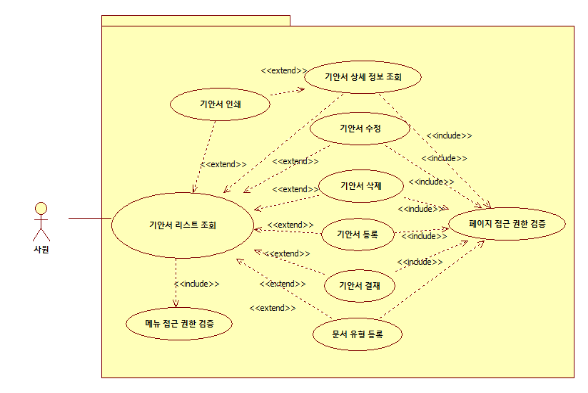 <<extend>>
기안서 상세 정보 조회
기안서 인쇄
기안서 수정
<<include>>
<<extend>>
<<extend>>
<<include>>
기안서 삭제
<<include>>
<<extend>>
<<include>>
기안서 리스트 조회
<<extend>>
기안서 등록
<<include>>
페이지 접근 권한 검증
사원
<<extend>>
<<include>>
기안서 결재
<<include>>
<<extend>>
<<extend>>
메뉴 접근 권한 검증
문서 유형 등록